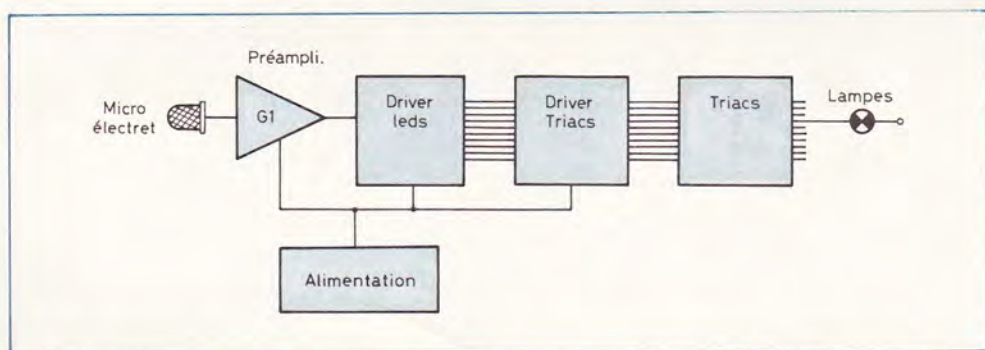 Préampli.
Micro
électret
G1
Driver
leds
Driver
Triacs
Triacs
Lampes
Alimentation